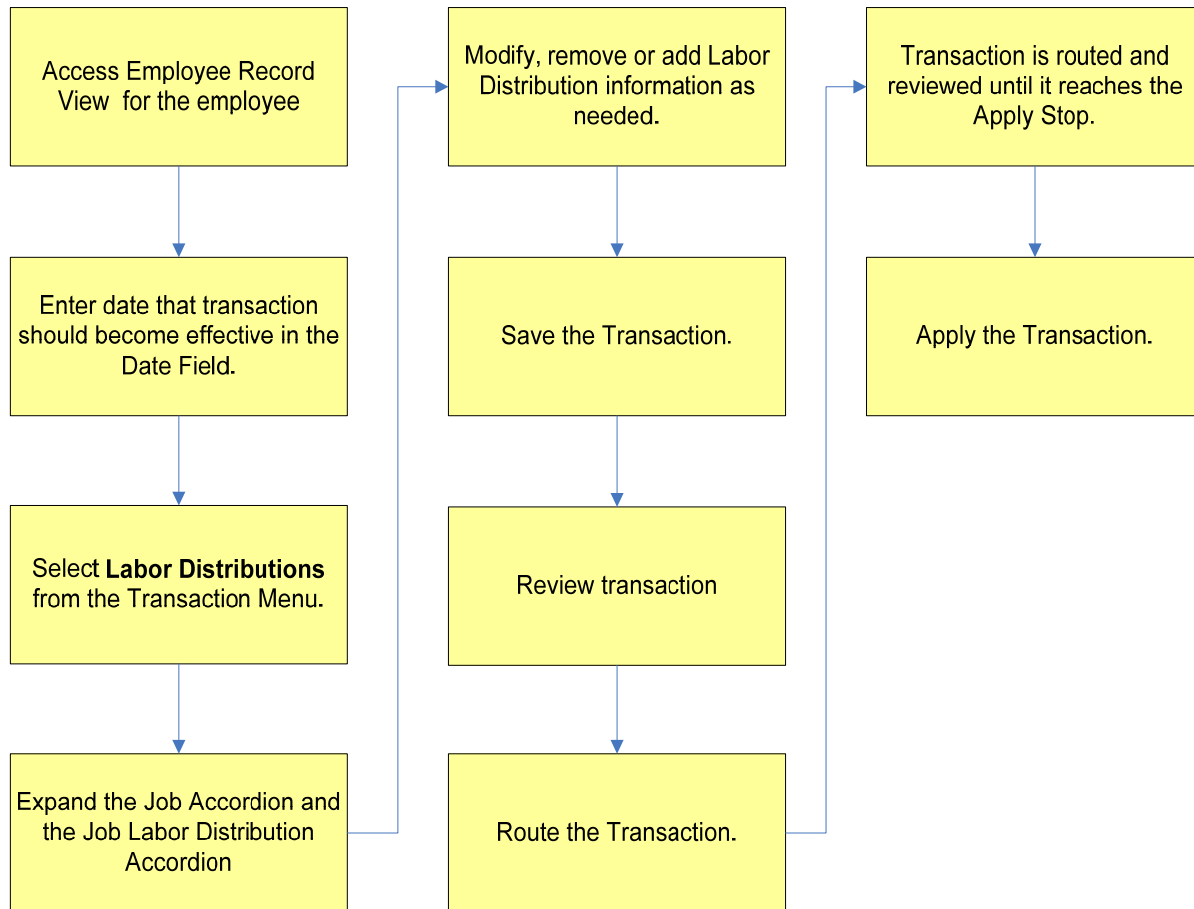 Access Employee Record
View for the employee
Enter date that transaction
should become effective in the
Date Field.
Select Labor Distributions
from the Transaction Menu.
Expand the Job Accordion and
the Job Labor Distribution
Accordion
Modify, remove or add Labor
Distribution information as
needed.
Save the Transaction.
Review transaction
Route the Transaction.
Transaction is routed and
reviewed until it reaches the
Apply Stop.
Apply the Transaction.